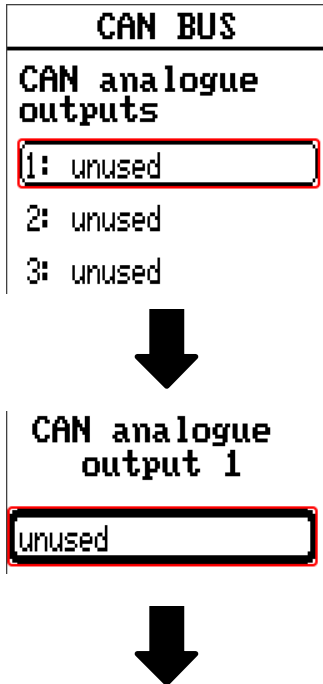 CAN BUS
CAN analogue
outputs
1: unused
2: unused
3: unused
CAN analogue
output 1
unused